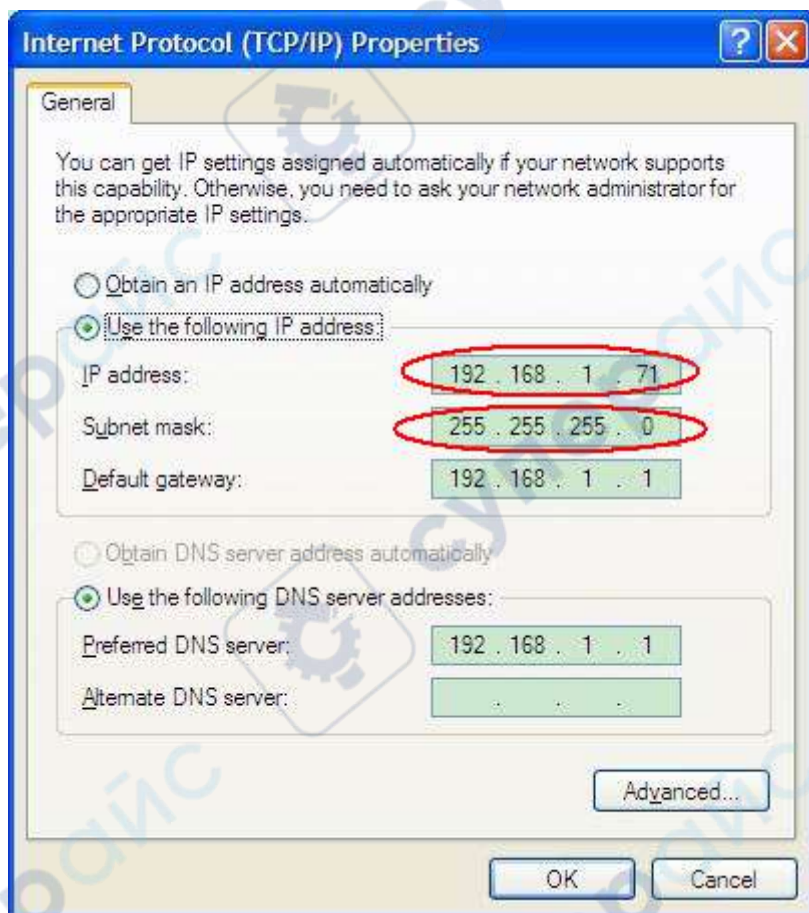 Internet Protocol (TCP/IP) Properties
General
You can get IP settings assigned automatically if your network supports
this capability. Otherwise, you need to ask your network administrator for
the appropriate IP settings.
Obtain an IP address automatically
Use the following IP address:
IP address: 192 . 168 . 1 . 71
Subnet mask: 255 . 255 . 255 . 0
Default gateway: 192 . 168 . 1 . 1
Obtain DNS server address automatically
Use the following DNS server addresses:
Preferred DNS server: 192 . 168 . 1 . 1
Alternate DNS server: . . .
Advanced...
OK Cancel
супер
айс